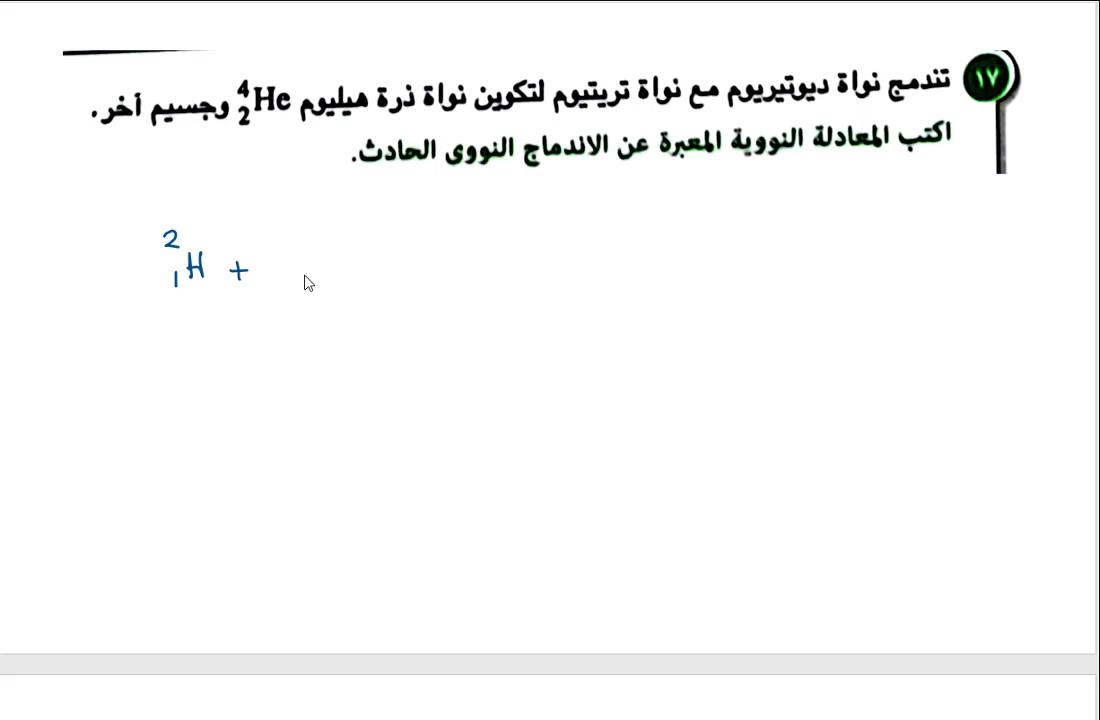 ١٧ تندمج نواة ديوتيريوم مع نواة تريتيوم لتكوين نواة ذرة هيليوم ⁴₂He وجسيم آخر.
اكتب المعادلة النووية المعبرة عن الاندماج النووى الحادث.
²₁H +